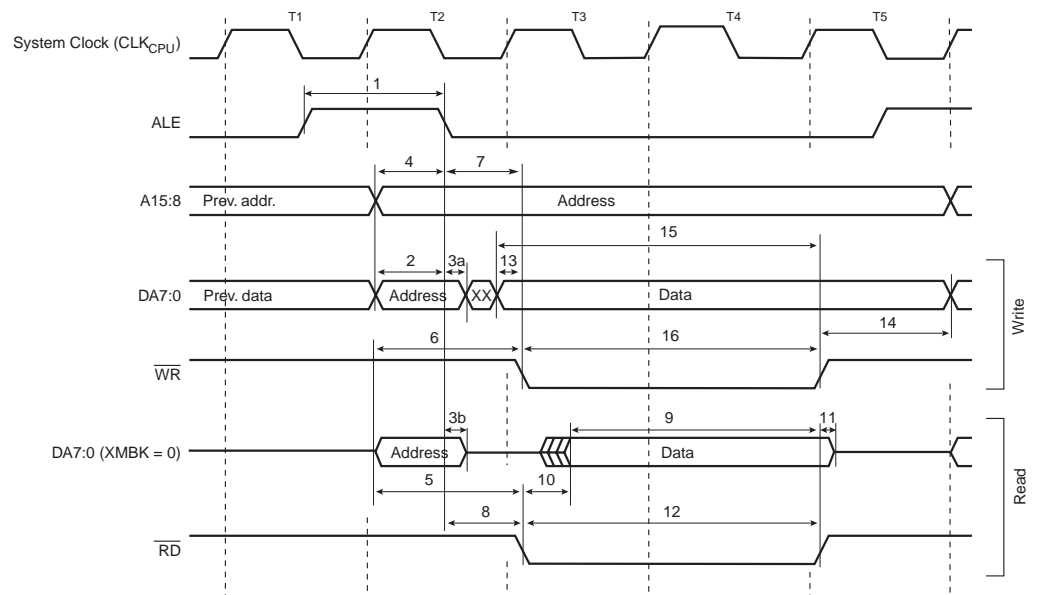 T1 T2 T3 T4 T5
System Clock (CLKCPU)
1
ALE
4 7
A15:8 Prev. addr. Address
15
2 3a 13
DA7:0 Prev. data Address XX Data
14
6 16
WR
Write
3b 9 11
DA7:0 (XMBK = 0) Address Data
5 10
8 12
RD
Read